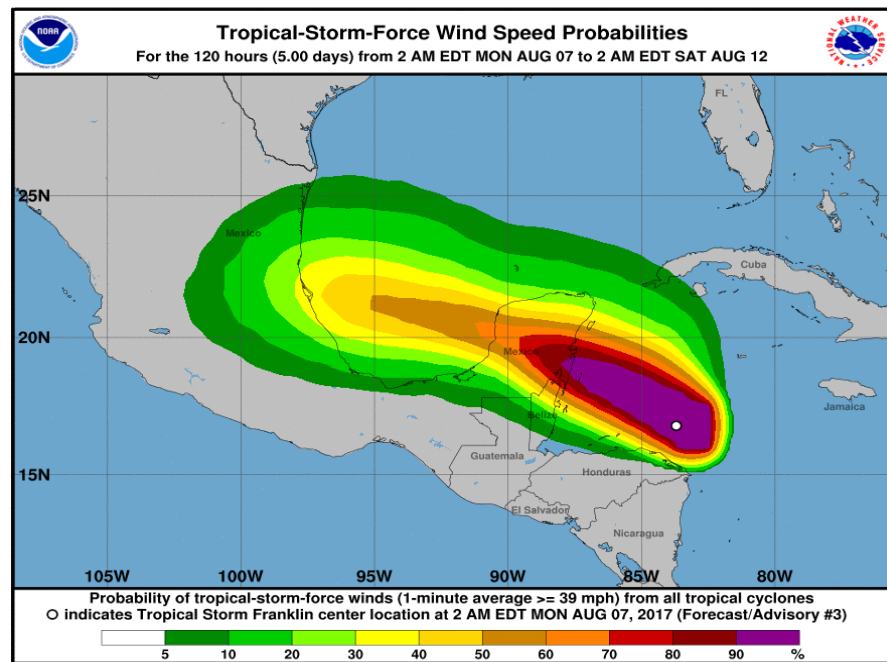 Tropical-Storm-Force Wind Speed Probabilities
For the 120 hours (5.00 days) from 2 AM EDT MON AUG 07 to 2 AM EDT SAT AUG 12
NOAA
NATIONAL WEATHER SERVICE
FL
25N
Mexico
Cuba
20N
Mexico
Jamaica
Belize
Guatemala
15N
Honduras
El Salvador
Nicaragua
105W 100W 95W 90W 85W 80W
Probability of tropical-storm-force winds (1-minute average >= 39 mph) from all tropical cyclones
indicates Tropical Storm Franklin center location at 2 AM EDT MON AUG 07, 2017 (Forecast/Advisory #3)
5 10 20 30 40 50 60 70 80 90 %